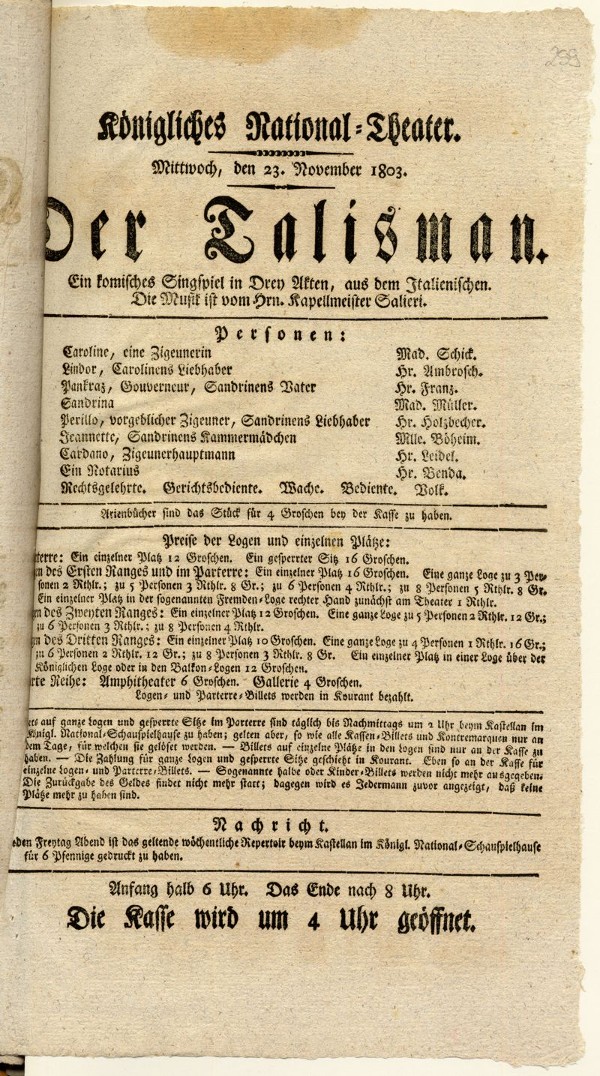 259
Königliches National-Theater.
Mittwoch, den 23. November 1803.
Der Talisman.
Ein komisches Singspiel in Drey Akten, aus dem Italienischen.
Die Musik ist vom Hrn. Kapellmeister Salieri.
Personen:
Caroline, eine Zigeunerin Mad. Schick.
Lindor, Carolinens Liebhaber Hr. Ambrosch.
Pankraz, Gouverneur, Sandrinens Vater Hr. Franz.
Sandrina Mad. Müller.
Perillo, vorgeblicher Zigeuner, Sandrinens Liebhaber Hr. Holzbecher.
Jeannette, Sandrinens Kammermädchen Mlle. Böheim.
Cardano, Zigeunerhauptmann Hr. Leidel.
Ein Notarius Hr. Benda.
Rechtsgelehrte. Gerichtsbediente. Wache. Bediente. Volk.
Arienbücher sind das Stück für 4 Groschen bey der Kasse zu haben.
Preise der Logen und einzelnen Plätze:
terre: Ein einzelner Platz 12 Groschen. Ein gesperrter Sitz 16 Groschen.
en des Ersten Ranges und im Parterre: Ein einzelner Platz 16 Groschen. Eine ganze Loge zu 3 Per-
sonen 2 Rthlr.; zu 5 Personen 3 Rthlr. 8 Gr.; zu 6 Personen 4 Rthlr.; zu 8 Personen 5 Rthlr. 8 Gr.
Ein einzelner Platz in der sogenannten Fremden-Loge rechter Hand zunächst am Theater 1 Rthlr.
en des Zweyten Ranges: Ein einzelner Platz 12 Groschen. Eine ganze Loge zu 5 Personen 2 Rthlr. 12 Gr.;
zu 6 Personen 3 Rthlr.; zu 8 Personen 4 Rthlr.
en des Dritten Ranges: Ein einzelner Platz 10 Groschen. Eine ganze Loge zu 4 Personen 1 Rthlr. 16 Gr.;
zu 6 Personen 2 Rthlr. 12 Gr.; zu 8 Personen 3 Rthlr. 8 Gr. Ein einzelner Platz in einer Loge über der
Königlichen Loge oder in den Balkon-Logen 12 Groschen.
rte Reihe: Amphitheater 6 Groschen. Gallerie 4 Groschen.
Logen- und Parterre-Billets werden in Kourant bezahlt.
ets auf ganze Logen und gesperrte Sitze im Parterre sind täglich bis Nachmittags um 2 Uhr beym Kastellan im
Königl. National-Schauspielhause zu haben; gelten aber, so wie alle Kassen-Billets und Kontremarquen nur an
dem Tage, für welchen sie gelöset werden. — Billets auf einzelne Plätze in den Logen sind nur an der Kasse zu
haben. — Die Zahlung für ganze Logen und gesperrte Sitze geschieht in Kourant. Eben so an der Kasse für
einzelne Logen- und Parterre-Billets. — Sogenannte halbe oder Kinder-Billets werden nicht mehr ausgegeben.
Die Zurückgabe des Geldes findet nicht mehr statt; dagegen wird es Jedermann zuvor angezeigt, daß keine
Plätze mehr zu haben sind.
Nachricht.
eden Freytag Abend ist das geltende wöchentliche Repertoir beym Kastellan im Königl. National-Schauspielhause
für 6 Pfennige gedruckt zu haben.
Anfang halb 6 Uhr. Das Ende nach 8 Uhr.
Die Kasse wird um 4 Uhr geöffnet.